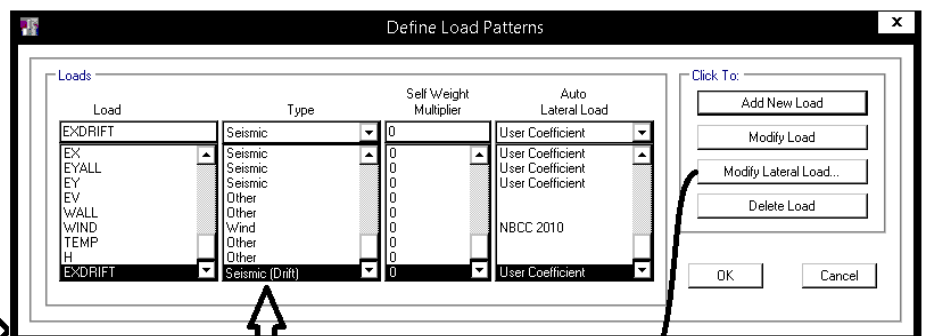 Define Load Patterns
x
Loads
Click To:
Load Type Self Weight Multiplier Auto Lateral Load
EXDRIFT Seismic 0 User Coefficient
EX Seismic 0 User Coefficient
EYALL Seismic 0 User Coefficient
EY Seismic 0 User Coefficient
EV Other 0
WALL Other 0
WIND Wind 0 NBCC 2010
TEMP Other 0
H Other 0
EXDRIFT Seismic (Drift) 0 User Coefficient
Add New Load
Modify Load
Modify Lateral Load...
Delete Load
OK Cancel